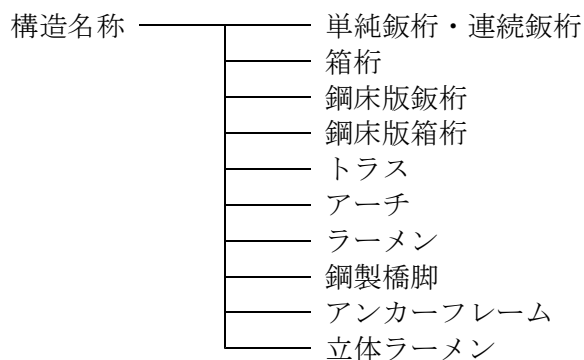 構造名称 単純鈑桁・連続鈑桁
箱桁
鋼床版鈑桁
鋼床版箱桁
トラス
アーチ
ラーメン
鋼製橋脚
アンカーフレーム
立体ラーメン